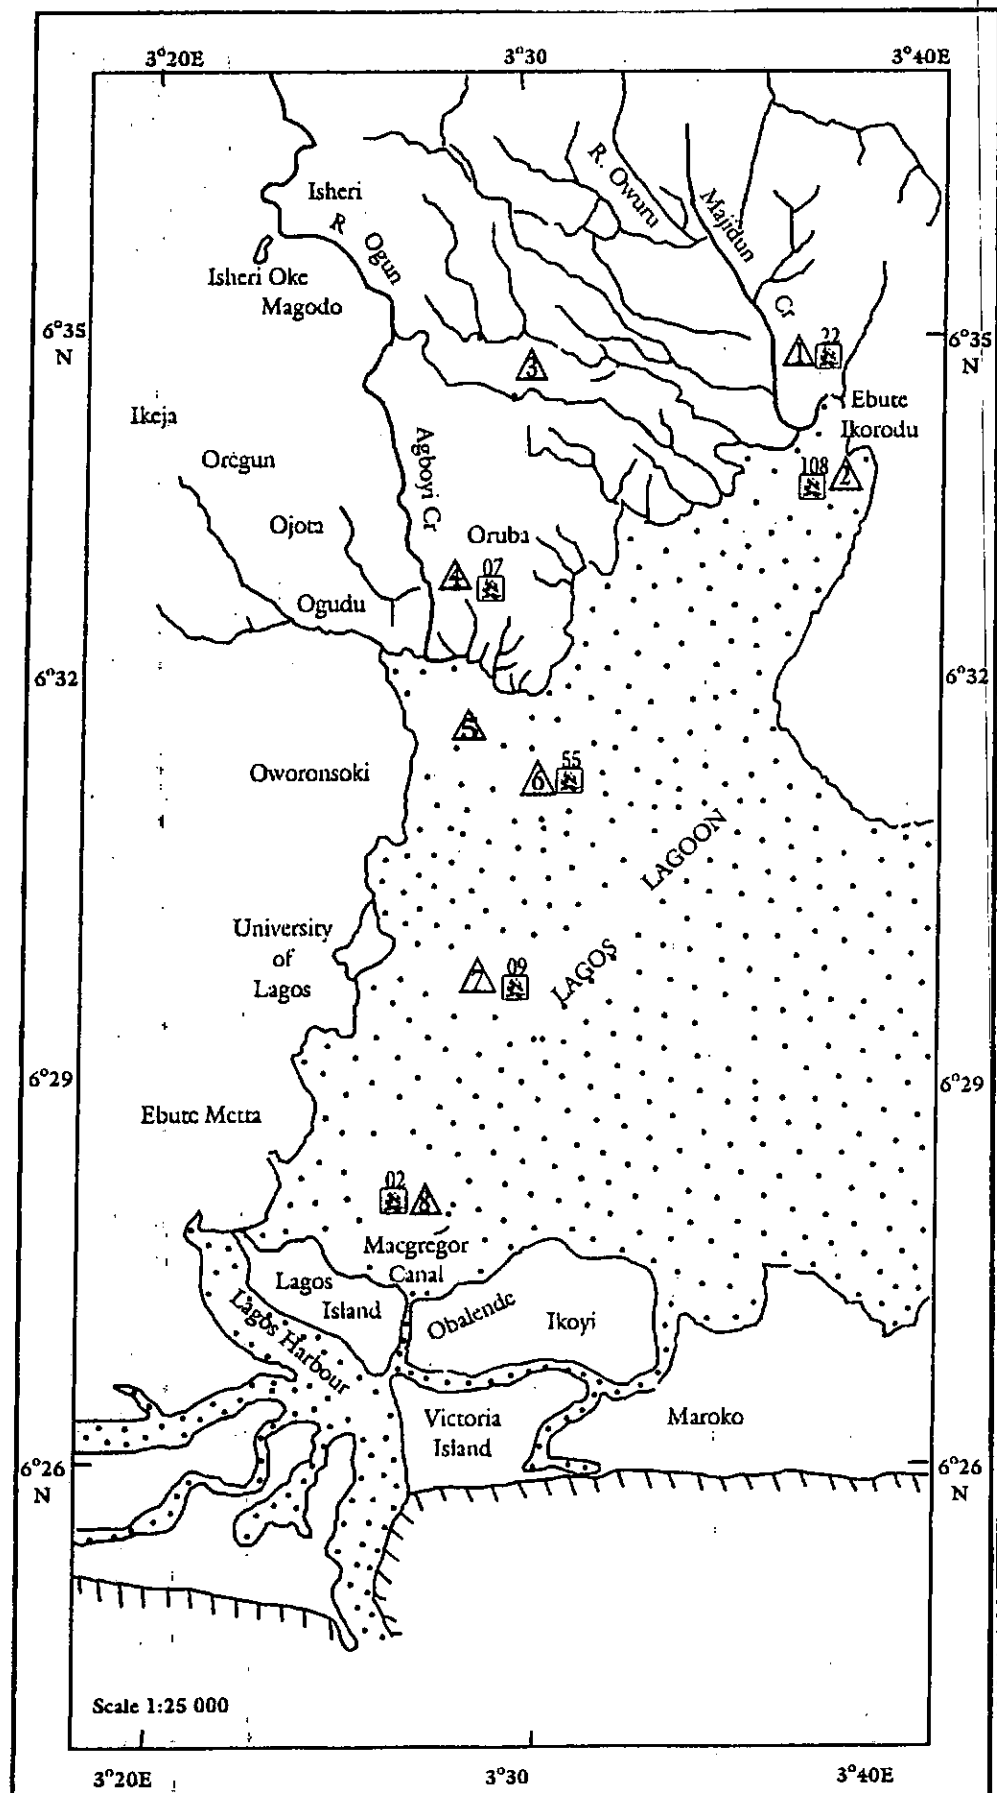 3°20E 3°30 3°40E
R. Owuru
Majidun
Cr
Isheri
R Ogun
Isheri Oke
Magodo
6°35
N
6°35
N
3
1
22
Ebute
Ikorodu
Ikeja
Oregun
Agboyi Cr
108
2
Ojota
Oruba
4
07
Ogudu
6°32
6°32
5
Oworonsoki
6
55
LAGOON
University
of
Lagos
7
09
LAGOS
6°29
6°29
Ebute Metta
02
8
Macgregor
Canal
Lagos
Island
Obalende
Ikoyi
Lagos Harbour
Victoria
Island
Maroko
6°26
N
6°26
N
Scale 1:25 000
3°20E 3°30 3°40E